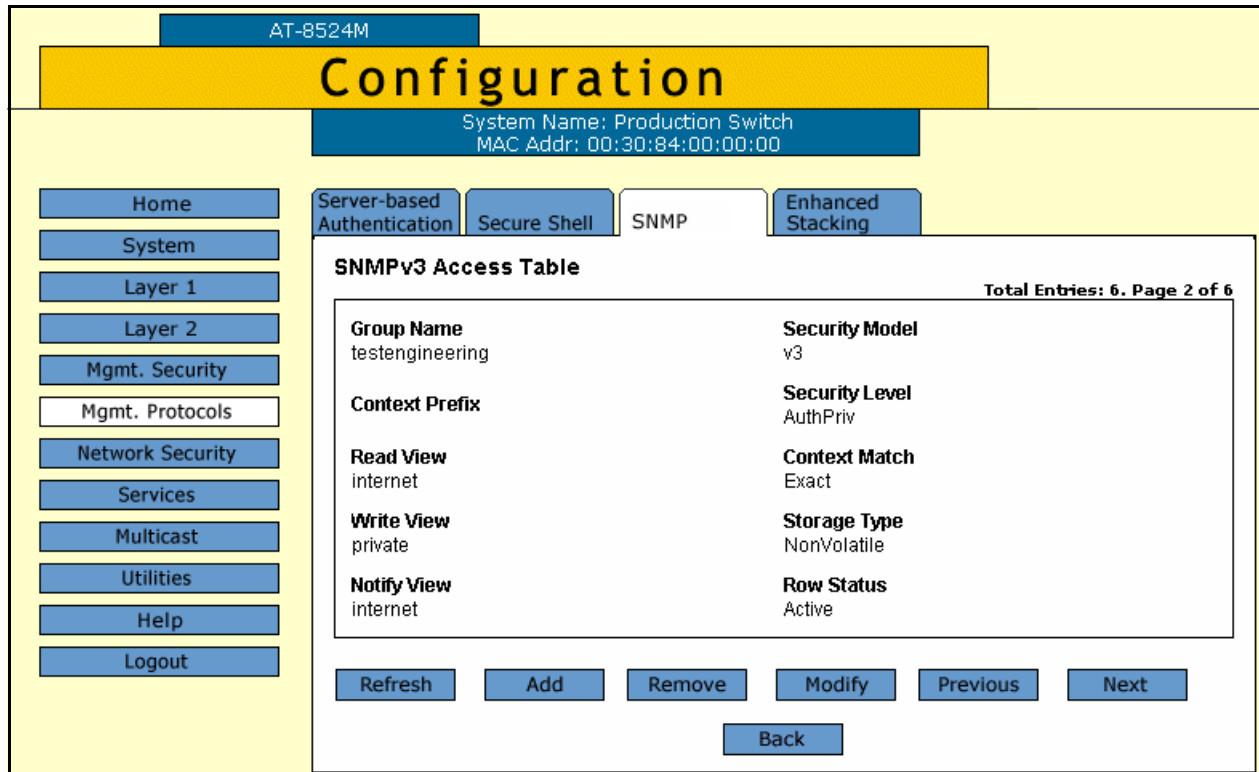 AT-8524M
Configuration
System Name: Production Switch
MAC Addr: 00:30:84:00:00:00
Home
System
Layer 1
Layer 2
Mgmt. Security
Mgmt. Protocols
Network Security
Services
Multicast
Utilities
Help
Logout
Server-based
Authentication
Secure Shell
SNMP
Enhanced
Stacking
SNMPv3 Access Table
Total Entries: 6. Page 2 of 6
Group Name
testengineering
Security Model
v3
Context Prefix
Security Level
AuthPriv
Read View
internet
Context Match
Exact
Write View
private
Storage Type
NonVolatile
Notify View
internet
Row Status
Active
Refresh
Add
Remove
Modify
Previous
Next
Back